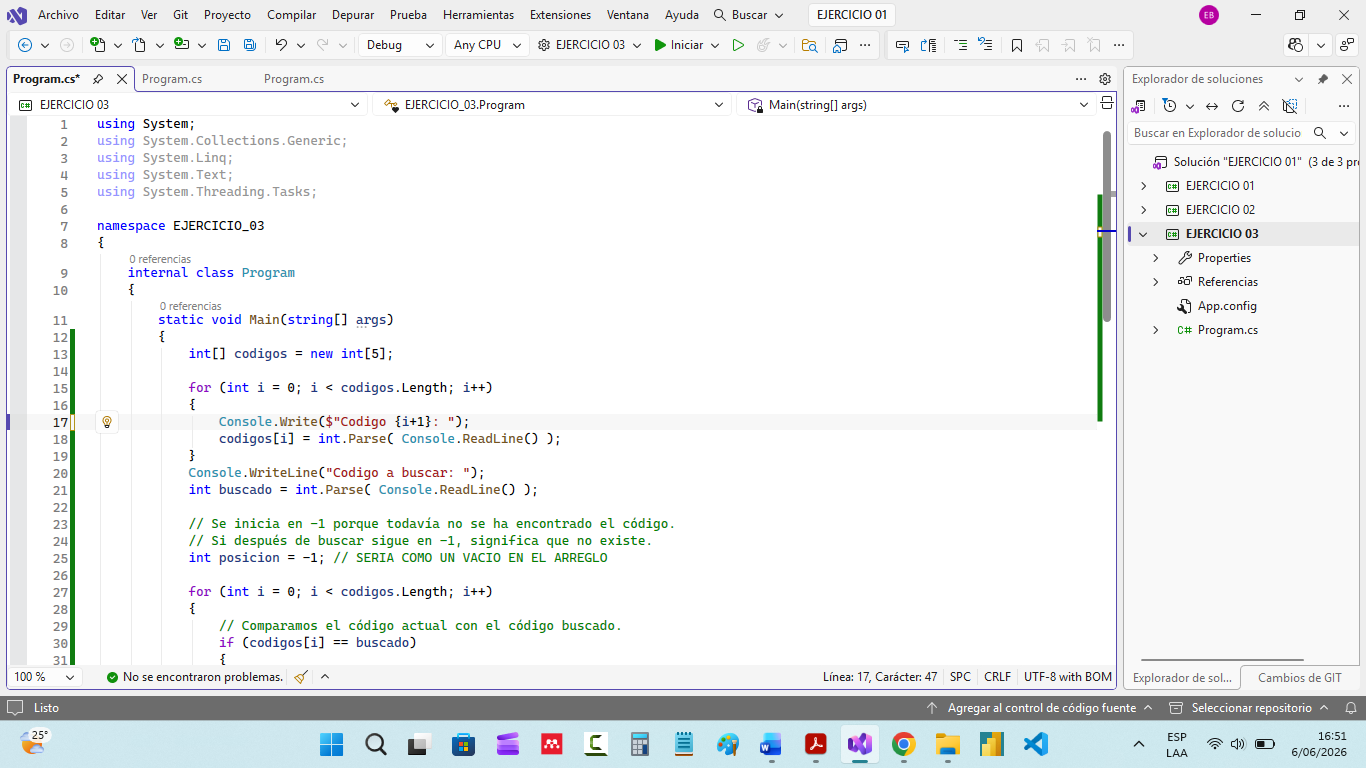 Archivo Editar Ver Git Proyecto Compilar Depurar Prueba Herramientas Extensiones Ventana Ayuda Buscar EJERCICIO 01 EB
Debug Any CPU EJERCICIO 03 Iniciar
Program.cs* Program.cs Program.cs
EJERCICIO 03 EJERCICIO_03.Program Main(string[] args)
1 using System;
2 using System.Collections.Generic;
3 using System.Linq;
4 using System.Text;
5 using System.Threading.Tasks;
6
7 namespace EJERCICIO_03
8 {
0 referencias
9 internal class Program
10 {
0 referencias
11 static void Main(string[] args)
12 {
13 int[] codigos = new int[5];
14
15 for (int i = 0; i < codigos.Length; i++)
16 {
17 Console.Write($"Codigo {i+1}: ");
18 codigos[i] = int.Parse( Console.ReadLine() );
19 }
20 Console.WriteLine("Codigo a buscar: ");
21 int buscado = int.Parse( Console.ReadLine() );
22
23 // Se inicia en -1 porque todavía no se ha encontrado el código.
24 // Si después de buscar sigue en -1, significa que no existe.
25 int posicion = -1; // SERIA COMO UN VACIO EN EL ARREGLO
26
27 for (int i = 0; i < codigos.Length; i++)
28 {
29 // Comparamos el código actual con el código buscado.
30 if (codigos[i] == buscado)
31 {
100 % No se encontraron problemas. Línea: 17, Carácter: 47 SPC CRLF UTF-8 with BOM
Explorador de soluciones
Buscar en Explorador de solucio
Solución "EJERCICIO 01" (3 de 3 pr
C# EJERCICIO 01
C# EJERCICIO 02
C# EJERCICIO 03
Properties
Referencias
App.config
C# Program.cs
Explorador de sol... Cambios de GIT
Listo Agregar al control de código fuente Seleccionar repositorio
25° ESP LAA 16:51 6/06/2026